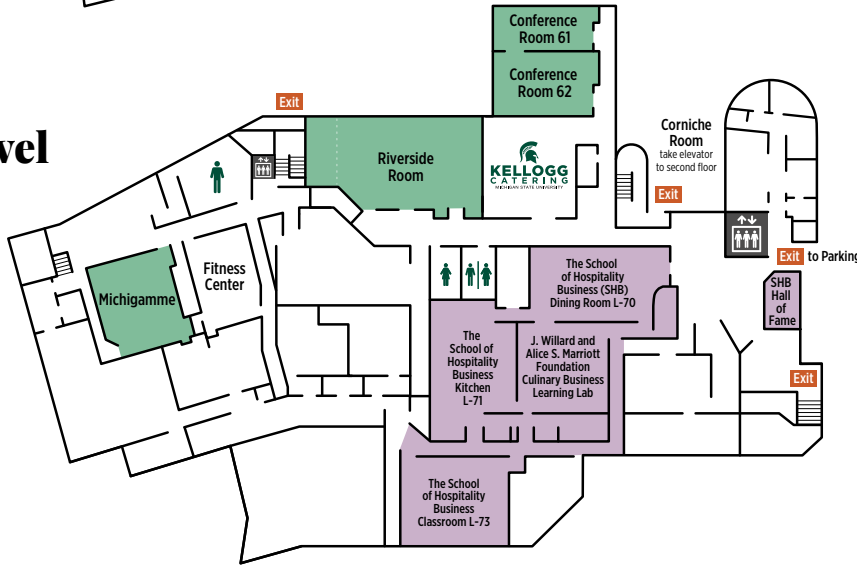 Conference
Room 61
Conference
Room 62
Exit
vel
Riverside
Room
KELLOGG
CATERING
MICHIGAN STATE UNIVERSITY
Corniche
Room
take elevator
to second floor
Exit
Exit to Parking
Michigamme
Fitness
Center
The School
of Hospitality
Business (SHB)
Dining Room L-70
SHB
Hall
of
Fame
The
School of
Hospitality
Business
Kitchen
L-71
J. Willard and
Alice S. Marriott
Foundation
Culinary Business
Learning Lab
Exit
The School
of Hospitality
Business
Classroom L-73